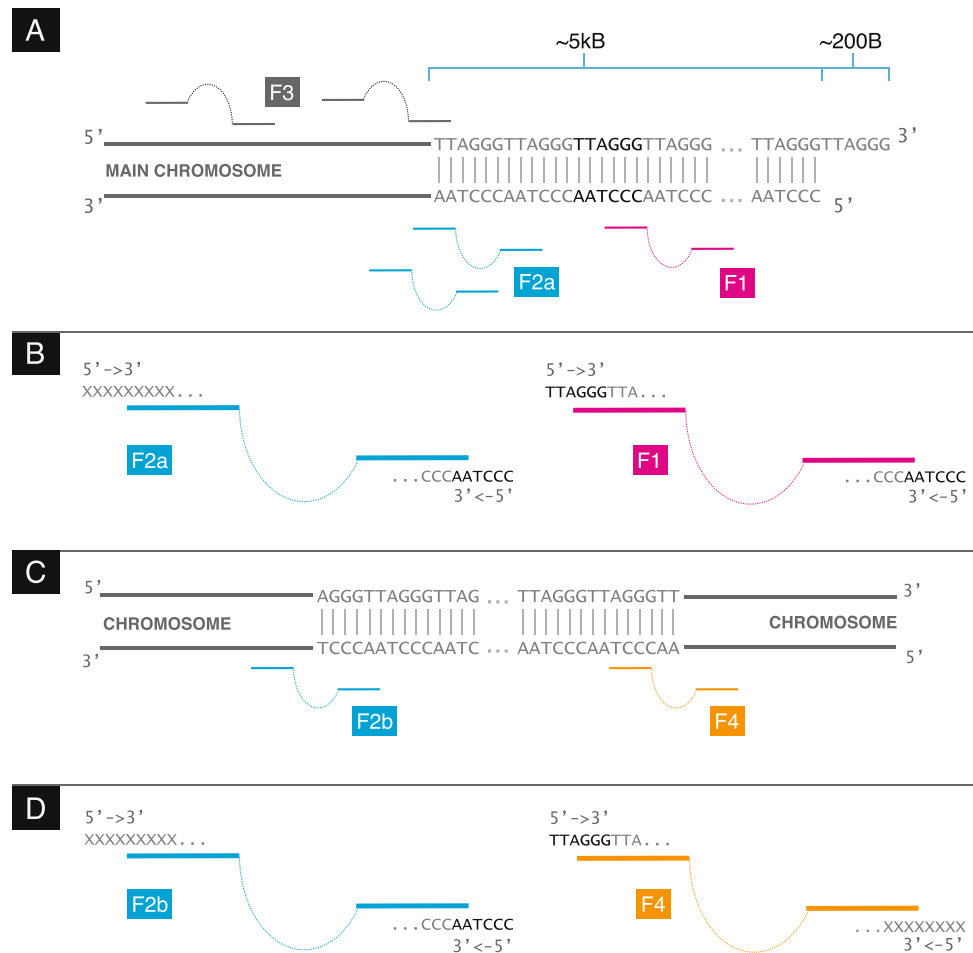 A
~5kB
~200B
F3
5’
TTAGGGTTAGGGTTAGGGTTAGGG ... TTAGGGTTAGGG
3’
MAIN CHROMOSOME
3’
AATCCCAATCCCAATCCCAATCCC ... AATCCC
5’
F2a
F1
B
5’->3’
XXXXXXXXX...
F2a
...CCCAATCCC
3’<-5’
5’->3’
TTAGGGTTA...
F1
...CCCAATCCC
3’<-5’
C
5’
AGGGTTAGGGTTAG ... TTAGGGTTAGGGTT
3’
CHROMOSOME
CHROMOSOME
3’
TCCCAATCCCAATC ... AATCCCAATCCCAA
5’
F2b
F4
D
5’->3’
XXXXXXXXX...
F2b
...CCCAATCCC
3’<-5’
5’->3’
TTAGGGTTA...
F4
...XXXXXXXX
3’<-5’